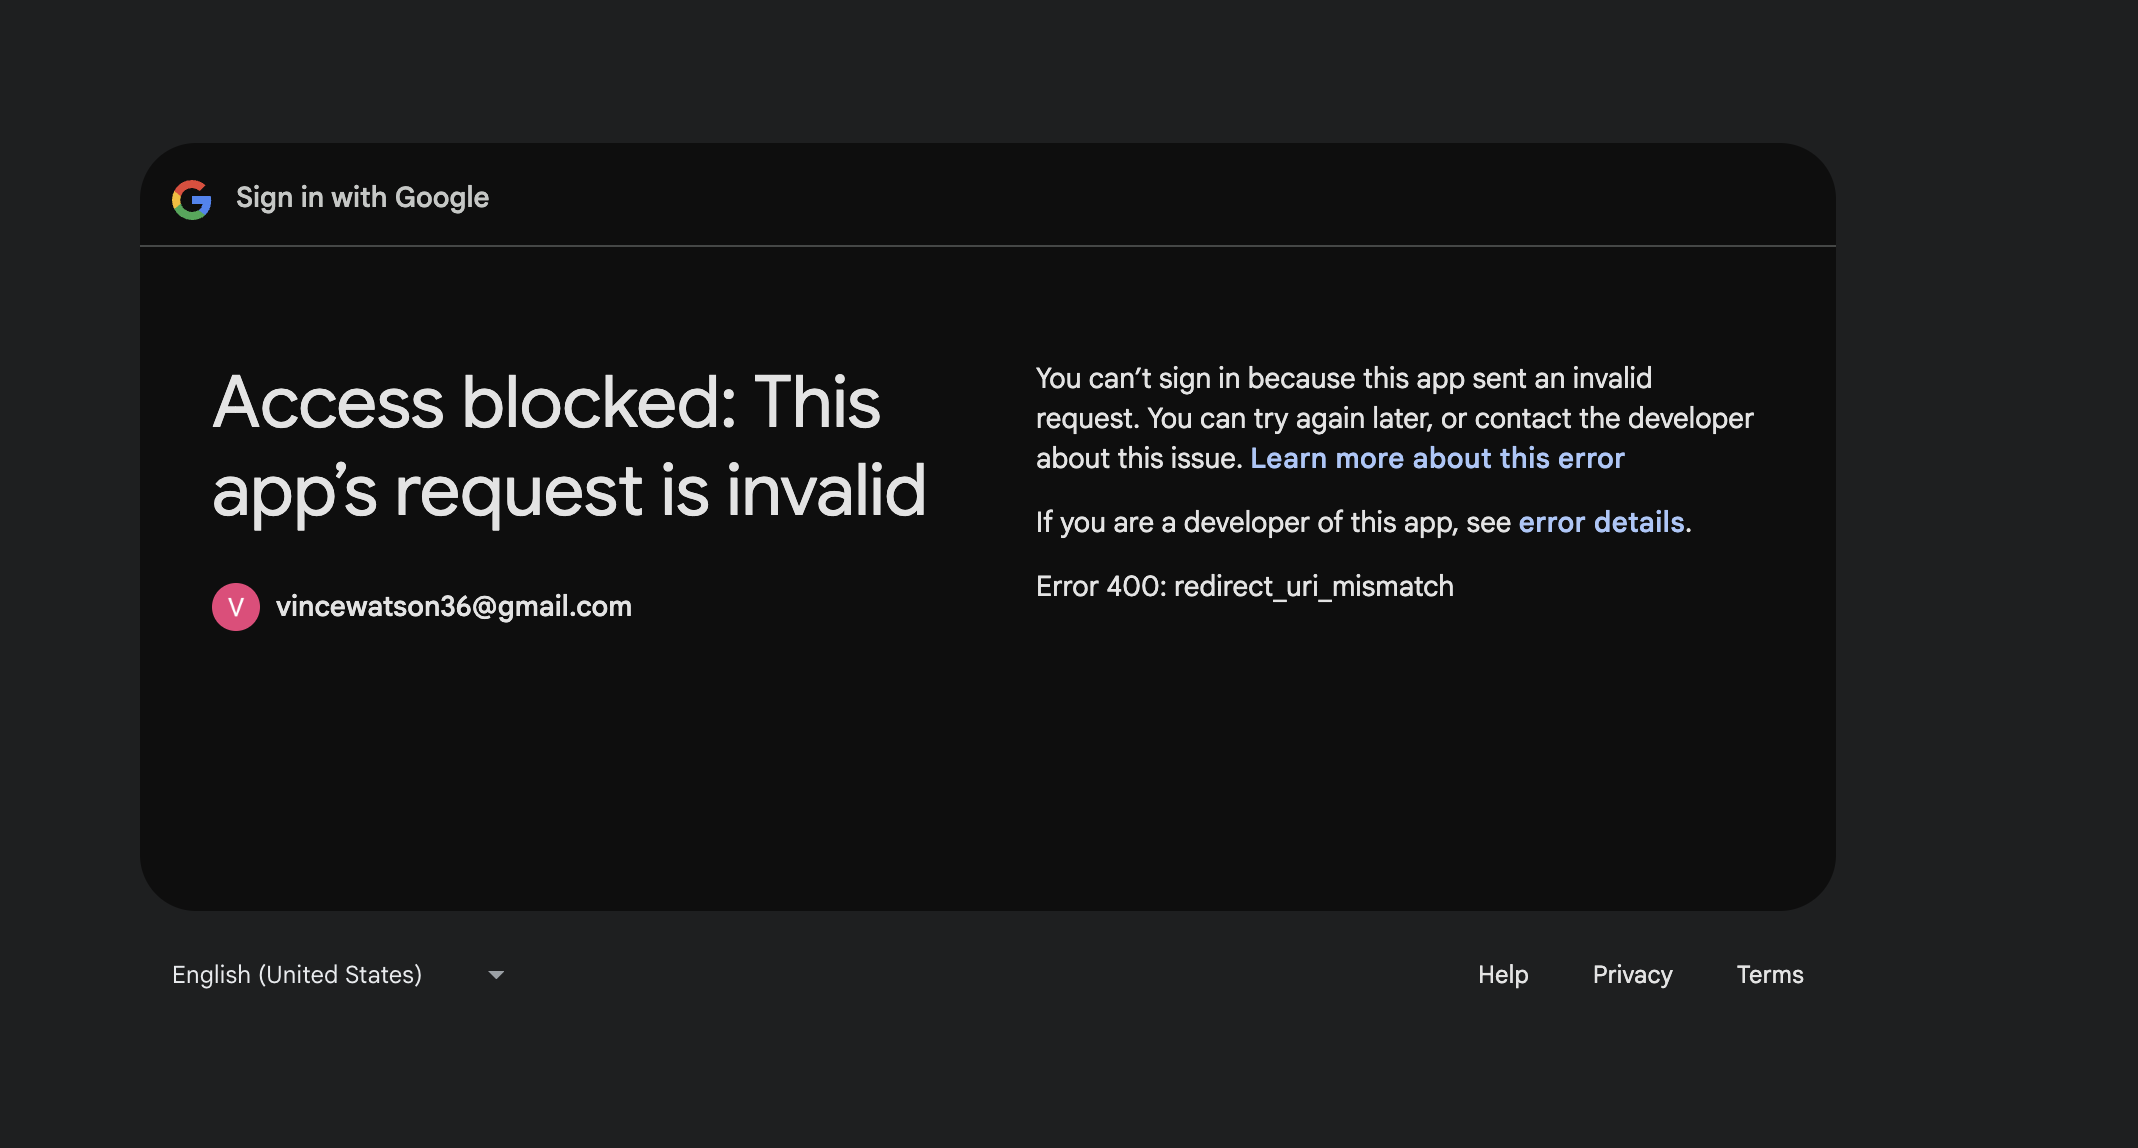 Sign in with Google
Access blocked: This
app’s request is invalid
V
vincewatson36@gmail.com
You can’t sign in because this app sent an invalid
request. You can try again later, or contact the developer
about this issue. Learn more about this error
If you are a developer of this app, see error details.
Error 400: redirect_uri_mismatch
English (United States)
Help
Privacy
Terms